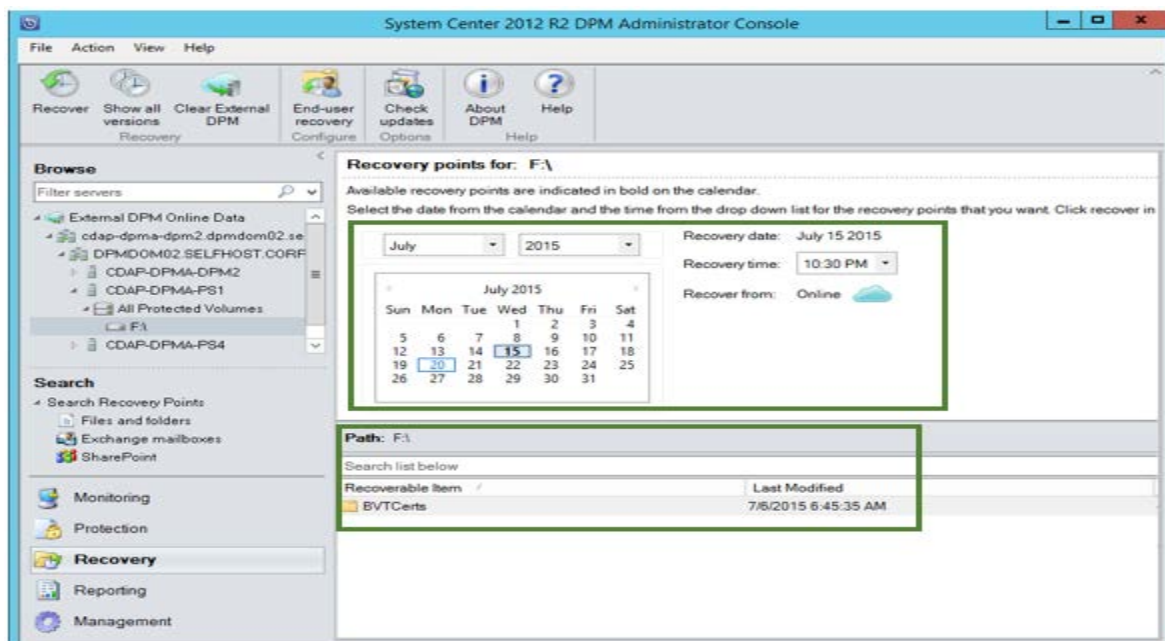 System Center 2012 R2 DPM Administrator Console
File Action View Help
Recover Show all versions Clear External DPM End-user recovery Check updates About DPM Help
Recovery Configure Options Help
Browse
Filter servers
External DPM Online Data
cdap-dpma-dpm2.dpmdom02.se
DPMDOM02.SELFHOST.CORP
CDAP-DPMA-DPM2
CDAP-DPMA-PS1
All Protected Volumes
F:\
CDAP-DPMA-PS4
Search
Search Recovery Points
Files and folders
Exchange mailboxes
SharePoint
Monitoring
Protection
Recovery
Reporting
Management
Recovery points for: F:\
Available recovery points are indicated in bold on the calendar.
Select the date from the calendar and the time from the drop down list for the recovery points that you want. Click recover in
July 2015
July 2015
Sun Mon Tue Wed Thu Fri Sat
1 2 3 4
5 6 7 8 9 10 11
12 13 14 15 16 17 18
19 20 21 22 23 24 25
26 27 28 29 30 31
Recovery date: July 15 2015
Recovery time: 10:30 PM
Recover from: Online
Path: F:\
Search list below
Recoverable Item Last Modified
BVTCerts 7/6/2015 6:45:35 AM